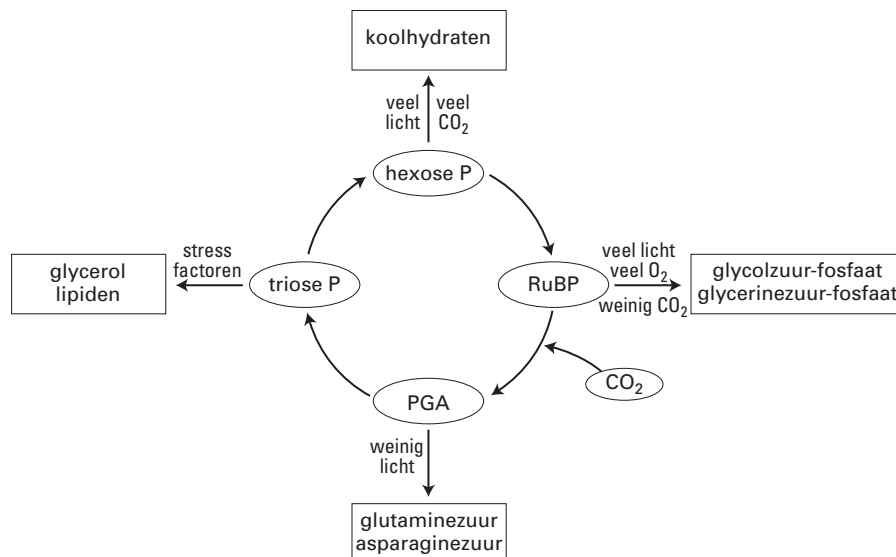 koolhydraten
veel
licht
veel
CO₂
hexose P
stress
factoren
glycerol
lipiden
triose P
RuBP
veel licht
veel O₂
weinig CO₂
glycolzuur-fosfaat
glycerinezuur-fosfaat
CO₂
PGA
weinig
licht
glutaminezuur
asparaginezuur